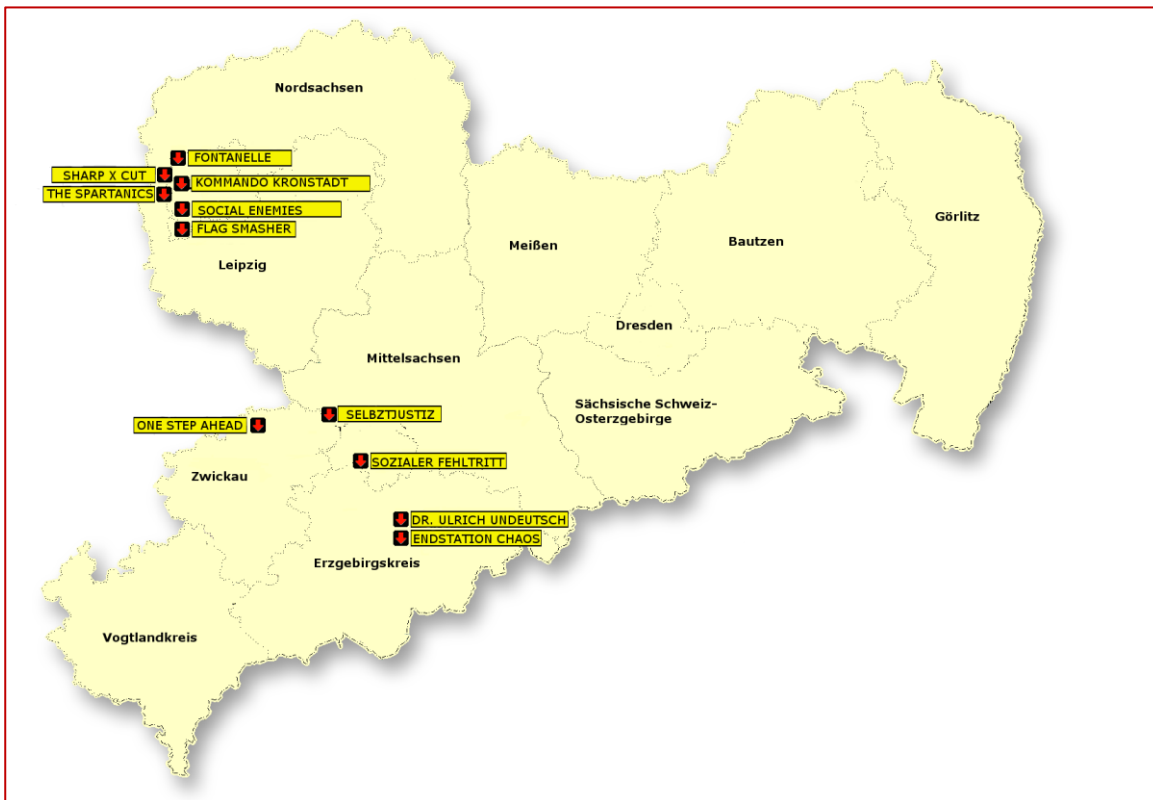 Nordsachsen
FONTANELLE
SHARP X CUT
KOMMANDO KRONSTADT
THE SPARTANICS
SOCIAL ENEMIES
FLAG SMASHER
Leipzig
Görlitz
Meißen
Bautzen
Dresden
Mittelsachsen
Sächsische Schweiz-
Osterzgebirge
SELBZTJUSTIZ
ONE STEP AHEAD
SOZIALER FEHLTRITT
Zwickau
DR. ULRICH UNDEUTSCH
ENDSTATION CHAOS
Erzgebirgskreis
Vogtlandkreis